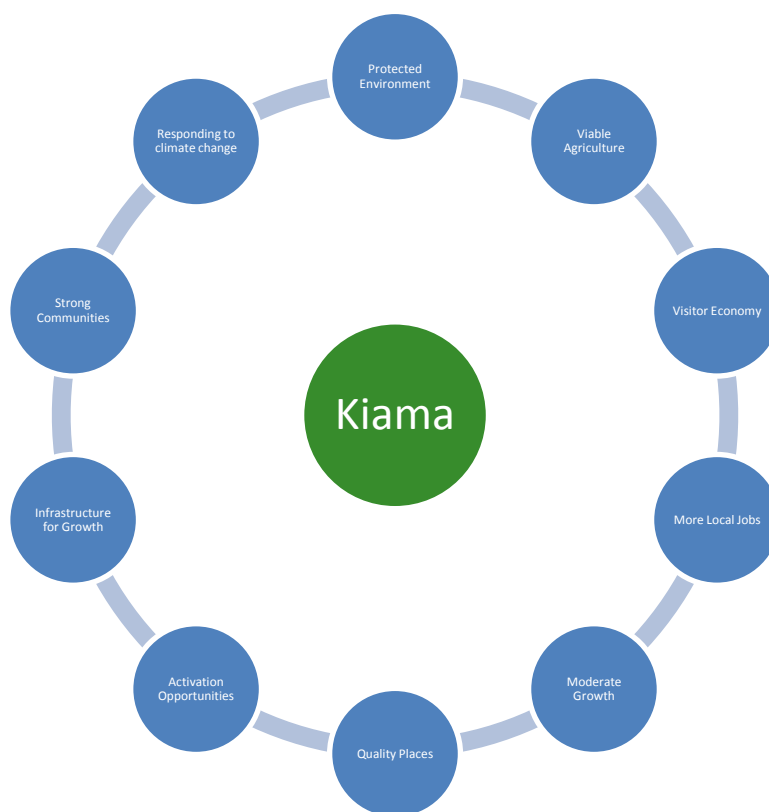 Protected
Environment
Viable
Agriculture
Visitor Economy
More Local Jobs
Moderate
Growth
Quality Places
Activation
Opportunities
Infrastructure
for Growth
Strong
Communities
Responding to
climate change
Kiama